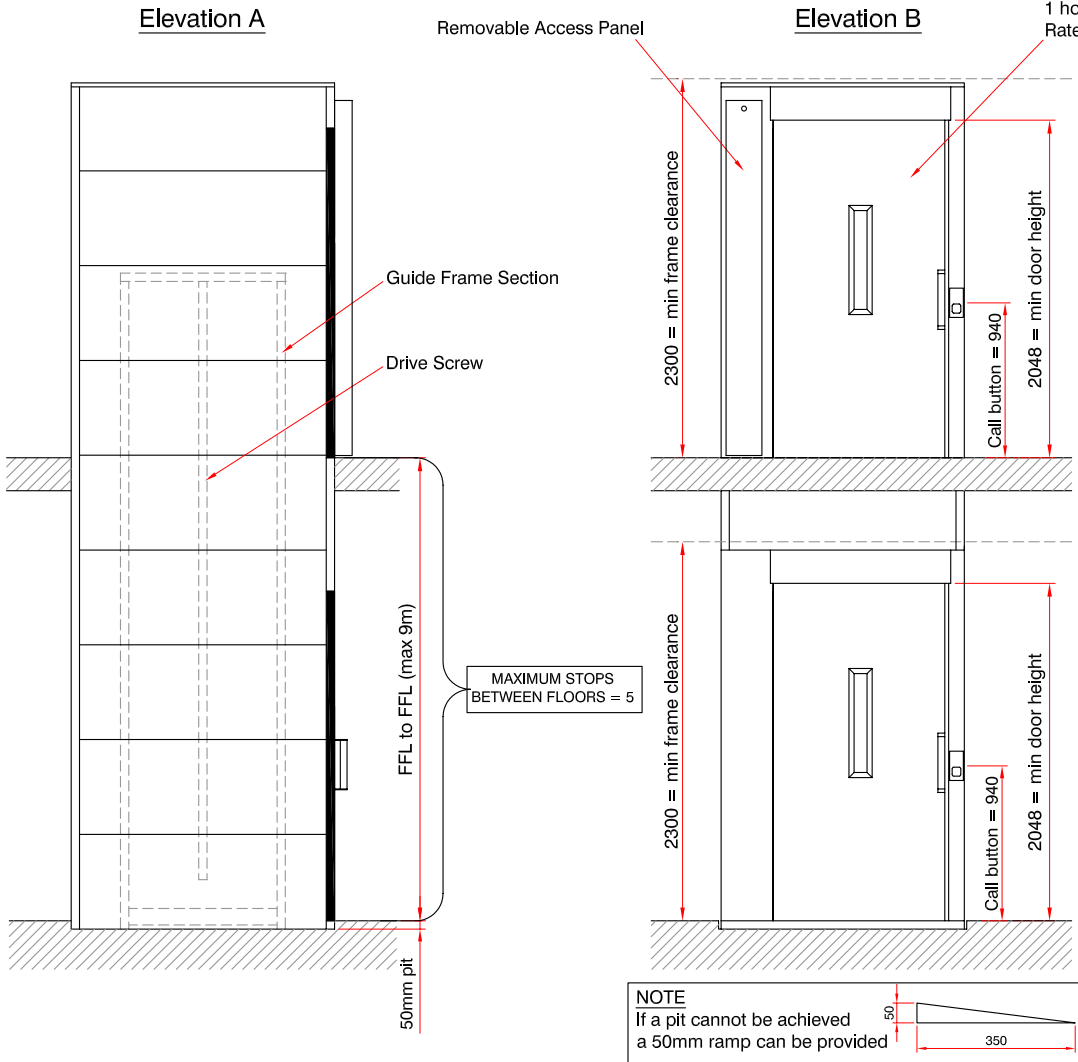 Elevation A
Removable Access Panel
Elevation B
1 ho
Rate
2300 = min frame clearance
2048 = min door height
Call button = 940
Guide Frame Section
Drive Screw
FFL to FFL (max 9m)
MAXIMUM STOPS
BETWEEN FLOORS = 5
2300 = min frame clearance
2048 = min door height
Call button = 940
50mm pit
NOTE
If a pit cannot be achieved
a 50mm ramp can be provided
50
350